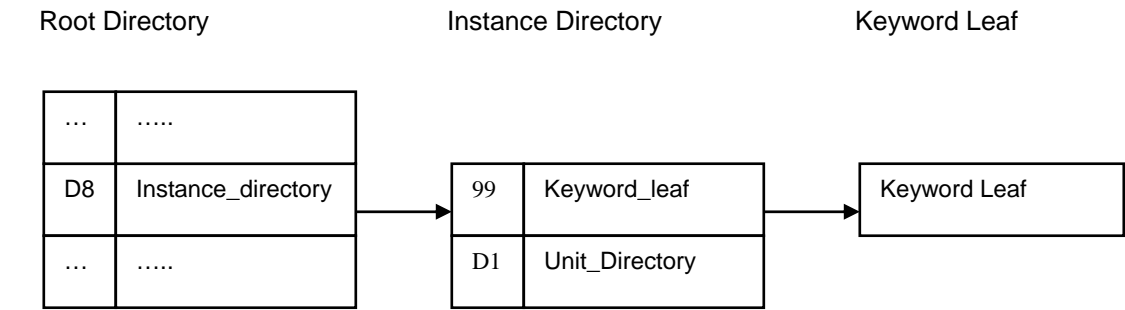 Root Directory Instance Directory Keyword Leaf
… …..
D8 Instance_directory 99 Keyword_leaf Keyword Leaf
… ….. D1 Unit_Directory